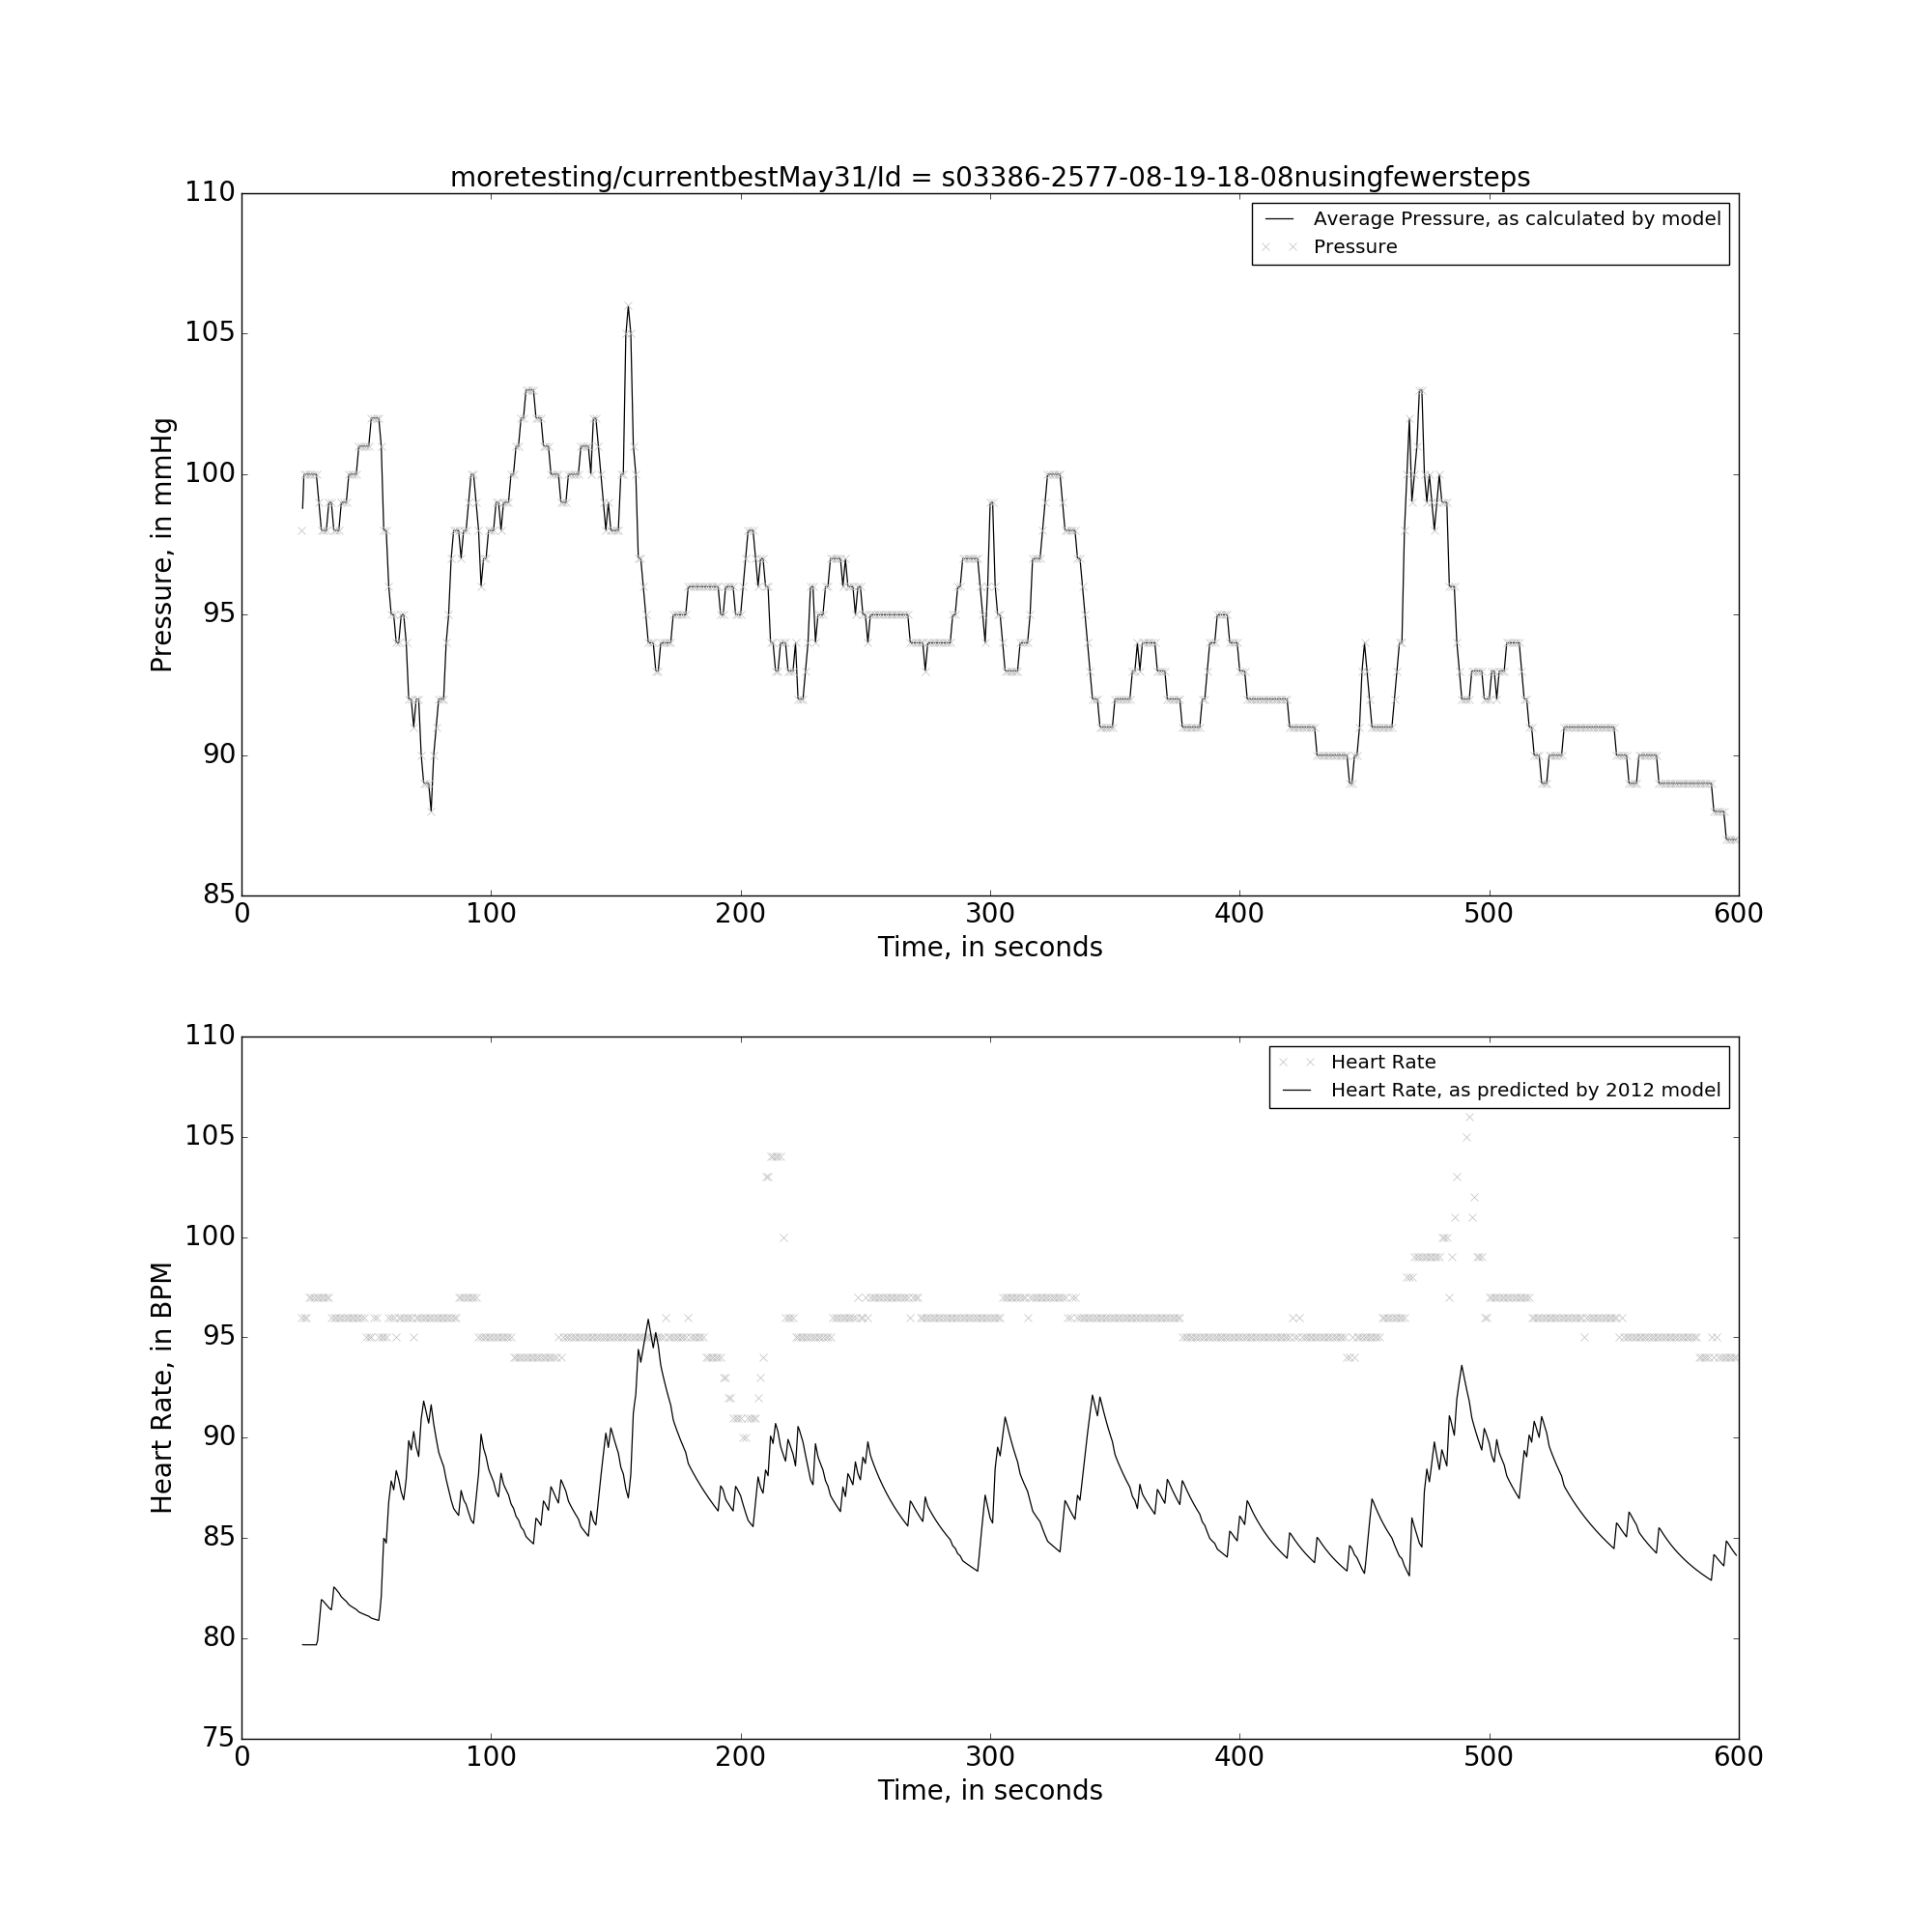 moretesting/currentbestMay31/Id = s03386-2577-08-19-18-08nusingfewersteps
110
105
100
95
90
85
Pressure, in mmHg
Average Pressure, as calculated by model
Pressure
0 100 200 300 400 500 600
Time, in seconds
110
105
100
95
90
85
80
75
Heart Rate, in BPM
Heart Rate
Heart Rate, as predicted by 2012 model
0 100 200 300 400 500 600
Time, in seconds